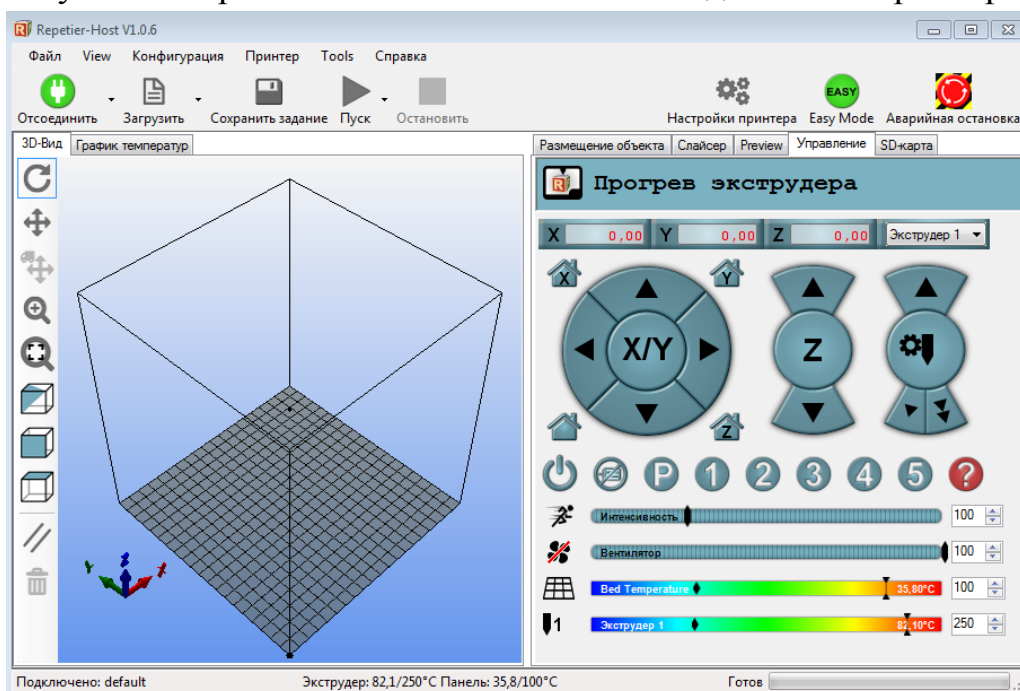 Repetier-Host V1.0.6
Файл View Конфигурация Принтер Tools Справка
Отсоединить Загрузить Сохранить задание Пуск Остановить Настройки принтера EASY Easy Mode Аварийная остановка
3D-Вид График температур Размещение объекта Слайсер Preview Управление SD-карта
Прогрев экструдера
X 0,00 Y 0,00 Z 0,00 Экструдер 1
X Y
X/Y Z
Z
P 1 2 3 4 5 ?
Интенсивность 100
Вентилятор 100
Bed Temperature 35,80°C 100
1 Экструдер 1 82,10°C 250
Подключено: default Экструдер: 82,1/250°C Панель: 35,8/100°C Готов